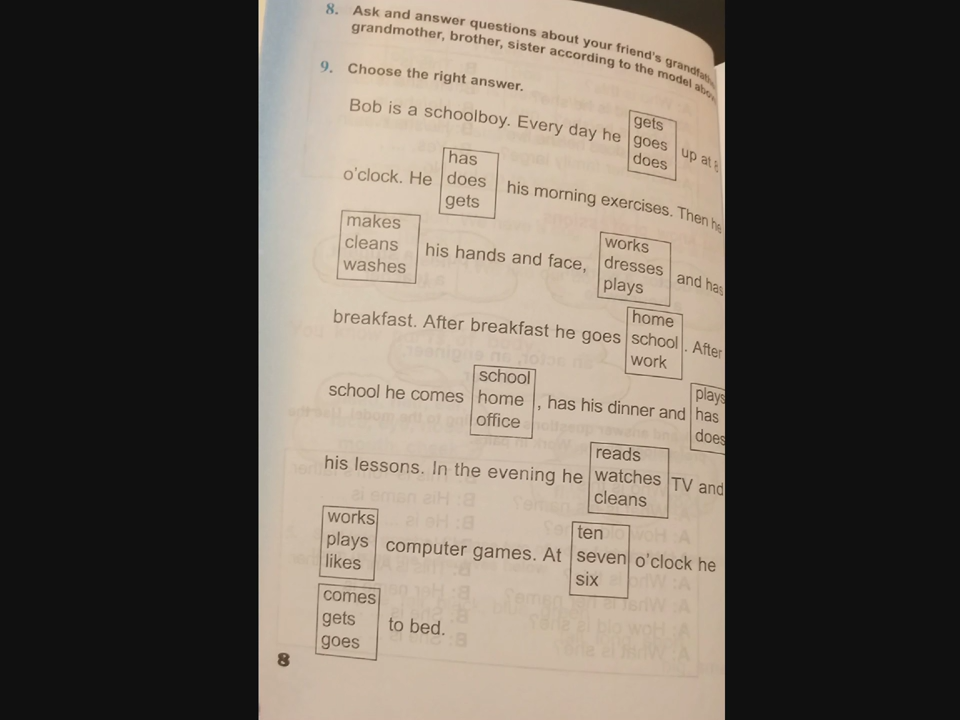 8. Ask and answer questions about your friend's
grandmother, brother, sister according to the model
9. Choose the right answer.
Bob is a schoolboy. Every day he
gets
goes
does
up at
o'clock. He
has
does
gets
his morning exercises. Then he
makes
cleans
washes
his hands and face,
works
dresses
plays
and has
breakfast. After breakfast he goes
home
school
work
. After
school he comes
school
home
office
, has his dinner and
plays
has
does
his lessons. In the evening he
reads
watches
cleans
TV and
works
plays
likes
computer games. At
ten
seven
six
o'clock he
comes
gets
goes
to bed.
8